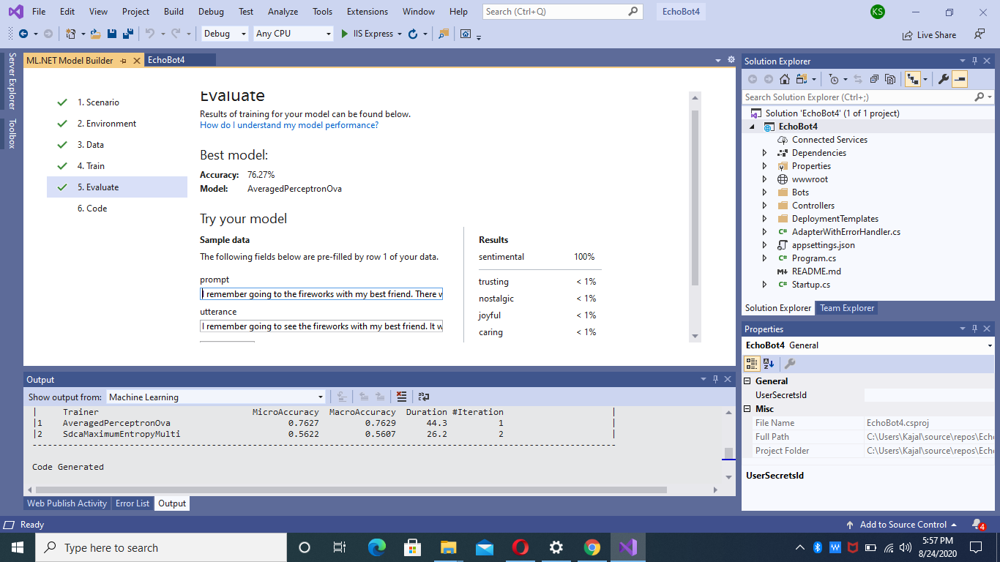 File Edit View Project Build Debug Test Analyze Tools Extensions Window Help Search (Ctrl+Q) EchoBot4 KS
Debug Any CPU IIS Express Live Share
Server Explorer
Toolbox
ML.NET Model Builder EchoBot4
1. Scenario
2. Environment
3. Data
4. Train
5. Evaluate
6. Code
Evaluate
Results of training for your model can be found below.
How do I understand my model performance?
Best model:
Accuracy: 76.27%
Model: AveragedPerceptronOva
Try your model
Sample data
The following fields below are pre-filled by row 1 of your data.
prompt
I remember going to the fireworks with my best friend. There w
utterance
I remember going to see the fireworks with my best friend. It w
Results
sentimental 100%
trusting < 1%
nostalgic < 1%
joyful < 1%
caring < 1%
Output
Show output from: Machine Learning
| Trainer MicroAccuracy MacroAccuracy Duration #Iteration |
|1 AveragedPerceptronOva 0.7627 0.7629 44.3 1 |
|2 SdcaMaximumEntropyMulti 0.5622 0.5607 26.2 2 |
Code Generated
Web Publish Activity Error List Output
Solution Explorer
Search Solution Explorer (Ctrl+;)
Solution 'EchoBot4' (1 of 1 project)
EchoBot4
Connected Services
Dependencies
Properties
wwwroot
Bots
Controllers
DeploymentTemplates
C# AdapterWithErrorHandler.cs
appsettings.json
C# Program.cs
README.md
C# Startup.cs
Solution Explorer Team Explorer
Properties
EchoBot4 General
General
UserSecretsId
Misc
File Name EchoBot4.csproj
Full Path C:\Users\Kajal\source\repos\Echo
Project Folder C:\Users\Kajal\source\repos\Echo
UserSecretsId
Ready Add to Source Control 4
Type here to search
5:57 PM
8/24/2020